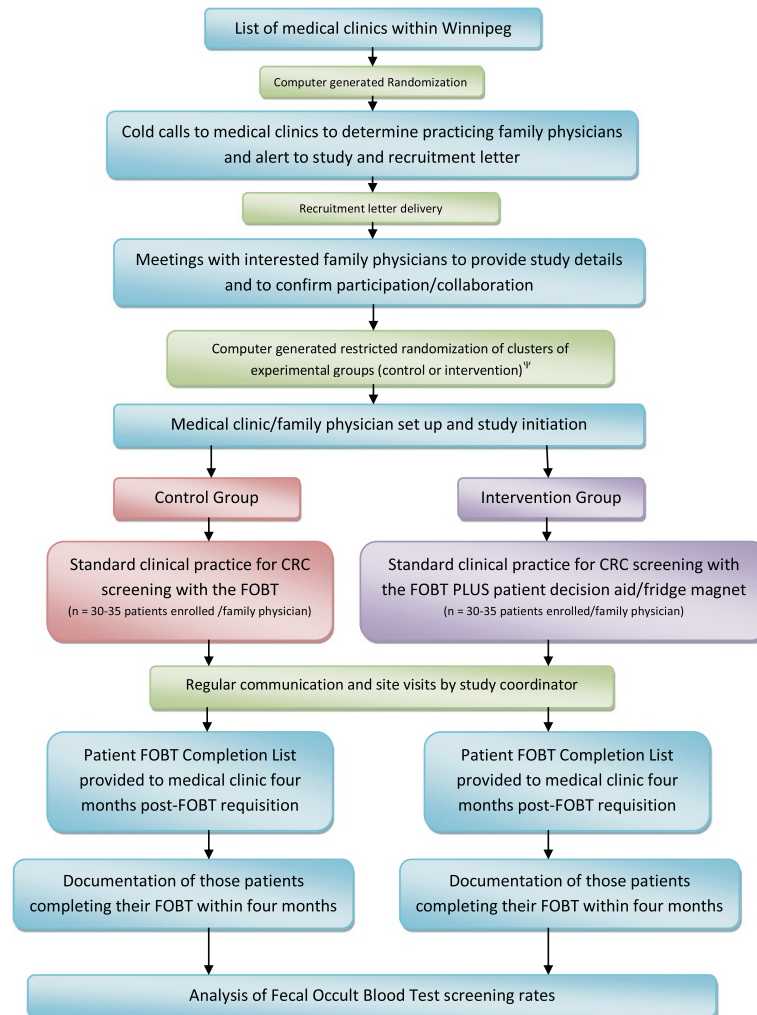 List of medical clinics within Winnipeg
Computer generated Randomization
Cold calls to medical clinics to determine practicing family physicians
and alert to study and recruitment letter
Recruitment letter delivery
Meetings with interested family physicians to provide study details
and to confirm participation/collaboration
Computer generated restricted randomization of clusters of
experimental groups (control or intervention)Ψ
Medical clinic/family physician set up and study initiation
Control Group
Intervention Group
Standard clinical practice for CRC
screening with the FOBT
(n = 30-35 patients enrolled /family physician)
Standard clinical practice for CRC screening with
the FOBT PLUS patient decision aid/fridge magnet
(n = 30-35 patients enrolled/family physician)
Regular communication and site visits by study coordinator
Patient FOBT Completion List
provided to medical clinic four
months post-FOBT requisition
Patient FOBT Completion List
provided to medical clinic four
months post-FOBT requisition
Documentation of those patients
completing their FOBT within four months
Documentation of those patients
completing their FOBT within four months
Analysis of Fecal Occult Blood Test screening rates